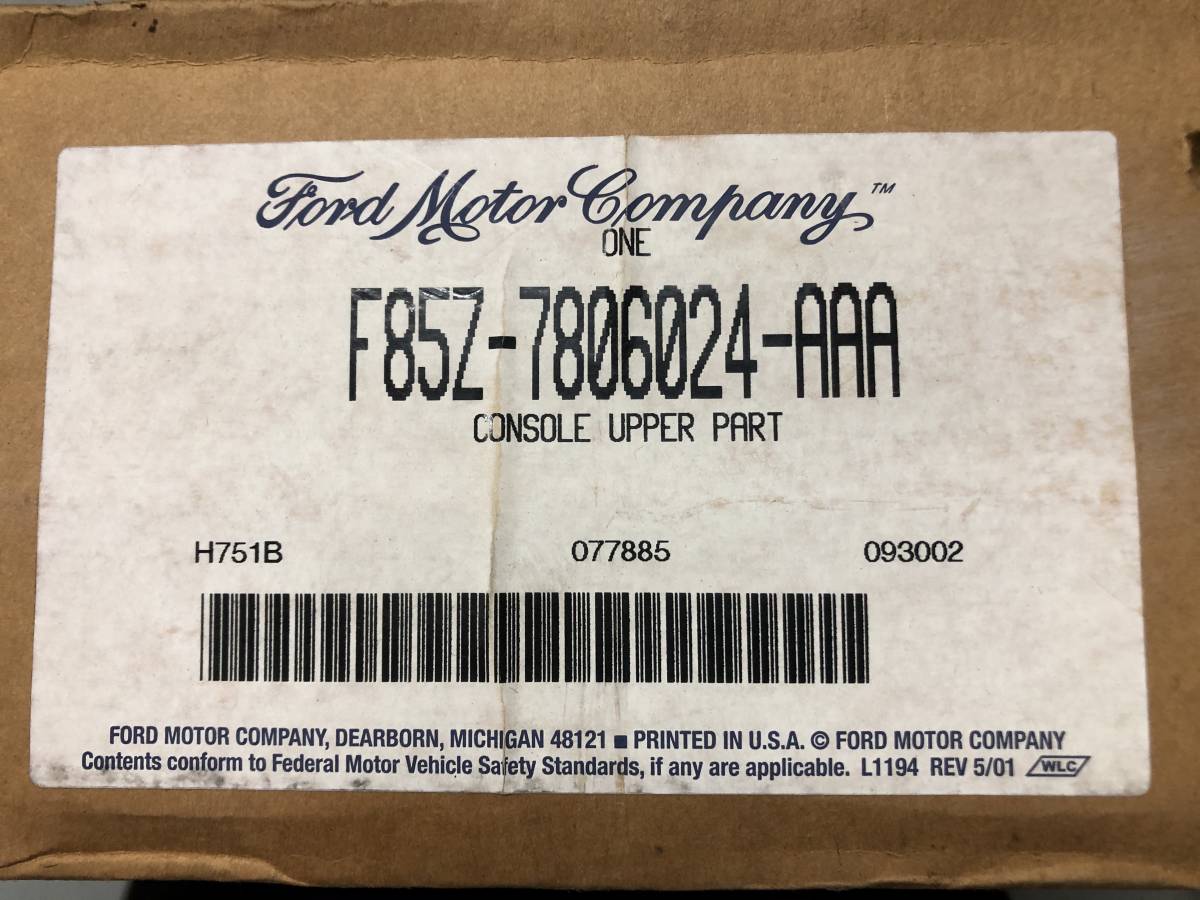 Ford Motor Company™
ONE
F85Z-7806024-AAA
CONSOLE UPPER PART
H751B 077885 093002
FORD MOTOR COMPANY, DEARBORN, MICHIGAN 48121 ■ PRINTED IN U.S.A. © FORD MOTOR COMPANY
Contents conform to Federal Motor Vehicle Safety Standards, if any are applicable. L1194 REV 5/01 WLC